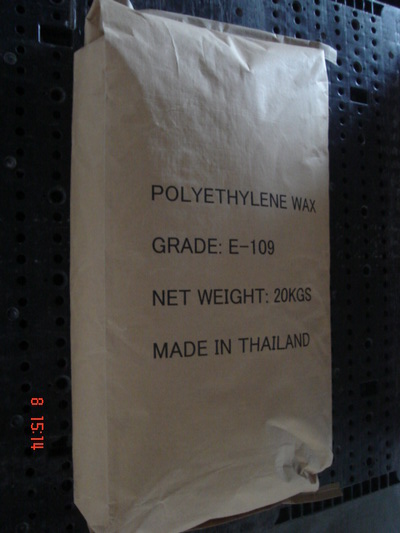 POLYETHYLENE WAX
GRADE: E-109
NET WEIGHT: 20KGS
MADE IN THAILAND
8 15:14